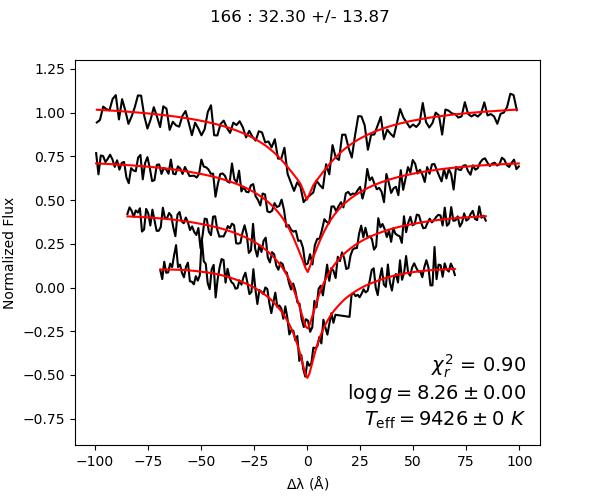 166 : 32.30 +/- 13.87
Normalized Flux
1.25
1.00
0.75
0.50
0.25
0.00
−0.25
−0.50
−0.75
χ²ᵣ = 0.90
log g = 8.26 ± 0.00
T_eff = 9426 ± 0 K
−100 −75 −50 −25 0 25 50 75 100
Δλ (Å)